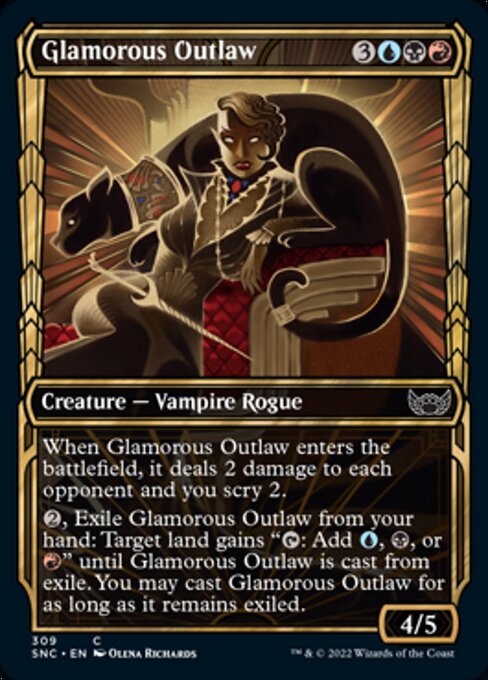 Glamorous Outlaw 3
Creature — Vampire Rogue
When Glamorous Outlaw enters the
battlefield, it deals 2 damage to each
opponent and you scry 2.
2, Exile Glamorous Outlaw from your
hand: Target land gains “: Add , , or
” until Glamorous Outlaw is cast from
exile. You may cast Glamorous Outlaw for
as long as it remains exiled.
4/5
309 C
SNC • EN Olena Richards
™ & © 2022 Wizards of the Coast